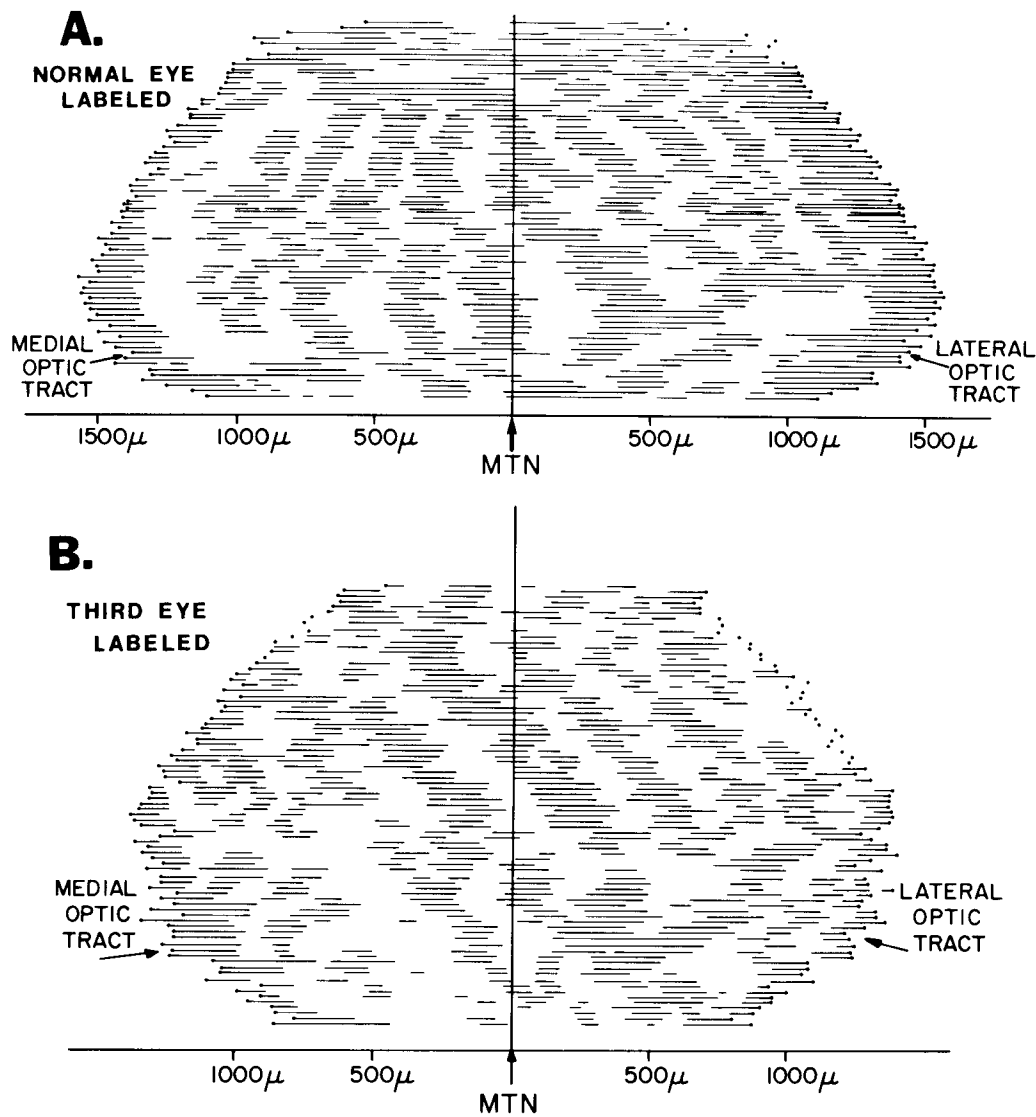 A.
NORMAL EYE
LABELED
MEDIAL
OPTIC
TRACT
LATERAL
OPTIC
TRACT
1500μ 1000μ 500μ 500μ 1000μ 1500μ
MTN
B.
THIRD EYE
LABELED
MEDIAL
OPTIC
TRACT
LATERAL
OPTIC
TRACT
1000μ 500μ 500μ 1000μ
MTN